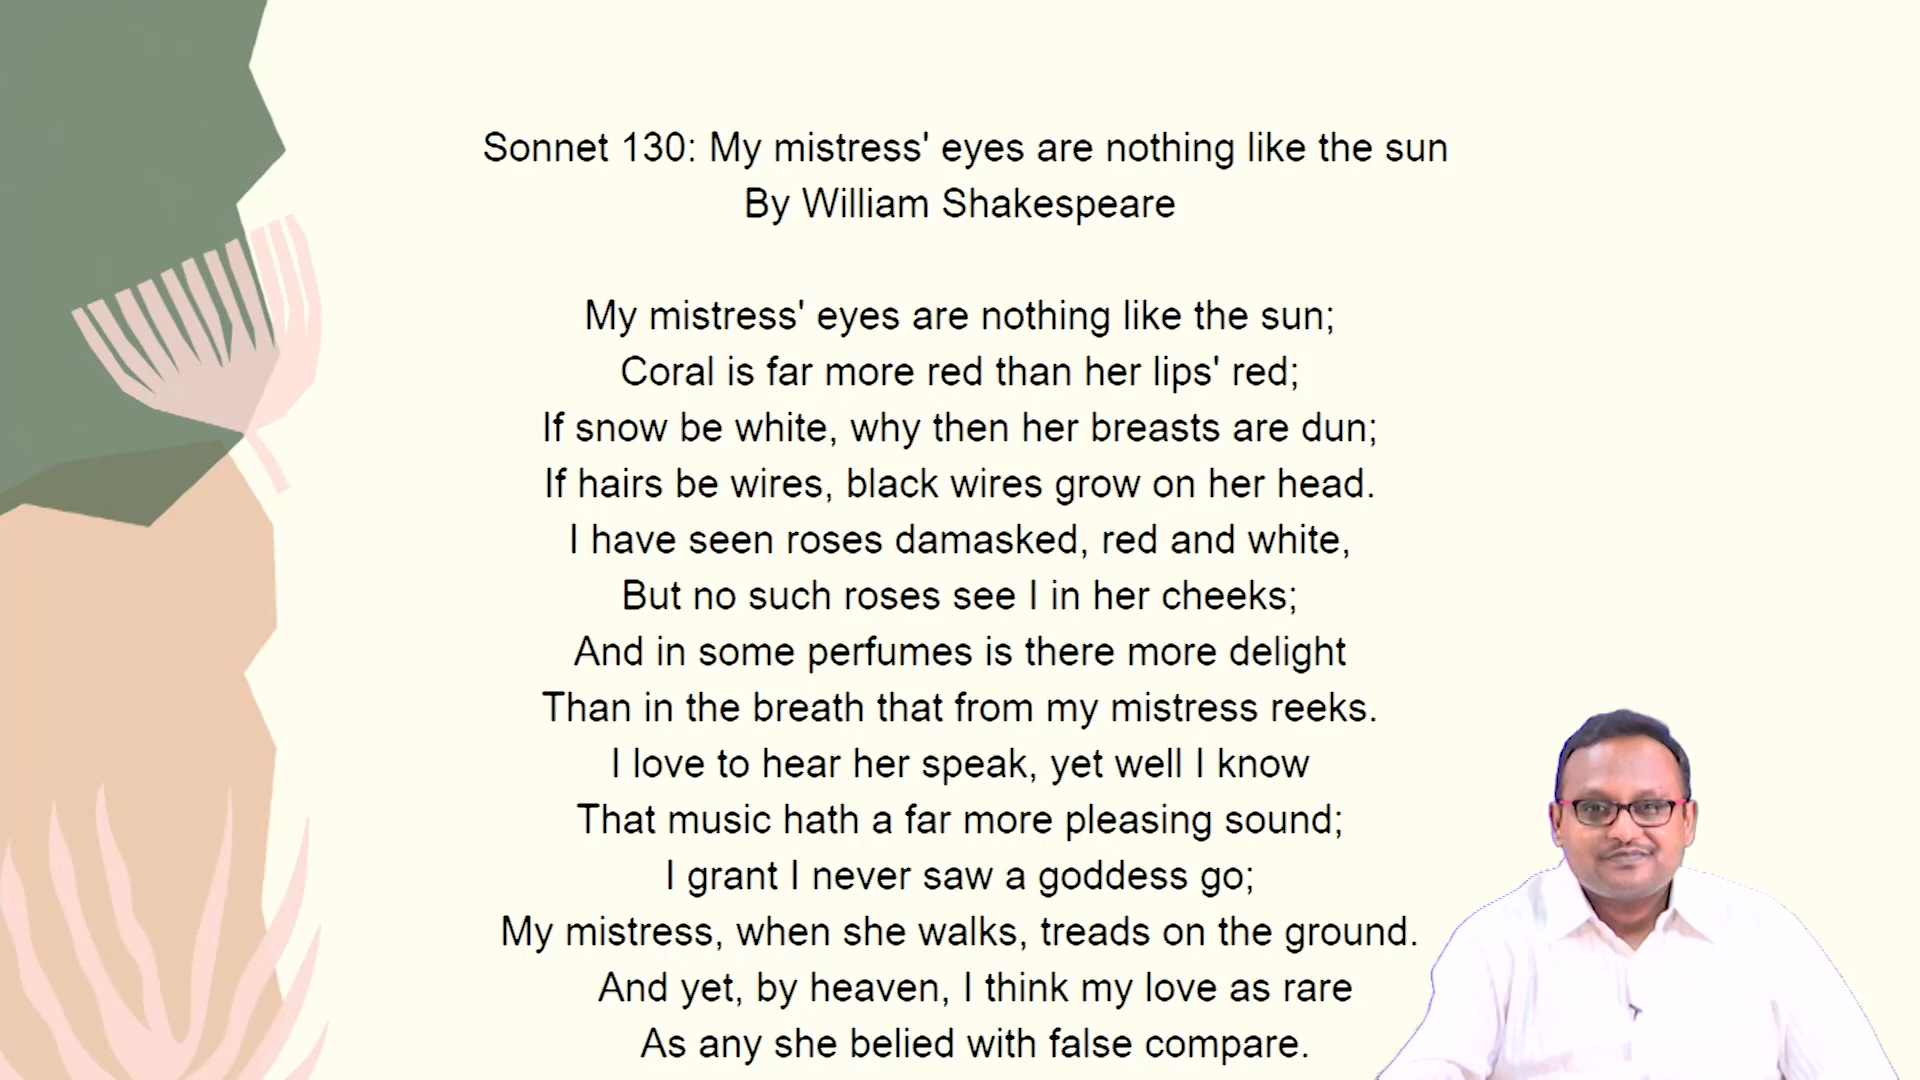 Sonnet 130: My mistress' eyes are nothing like the sun
By William Shakespeare
My mistress' eyes are nothing like the sun;
Coral is far more red than her lips' red;
If snow be white, why then her breasts are dun;
If hairs be wires, black wires grow on her head.
I have seen roses damasked, red and white,
But no such roses see I in her cheeks;
And in some perfumes is there more delight
Than in the breath that from my mistress reeks.
I love to hear her speak, yet well I know
That music hath a far more pleasing sound;
I grant I never saw a goddess go;
My mistress, when she walks, treads on the ground.
And yet, by heaven, I think my love as rare
As any she belied with false compare.